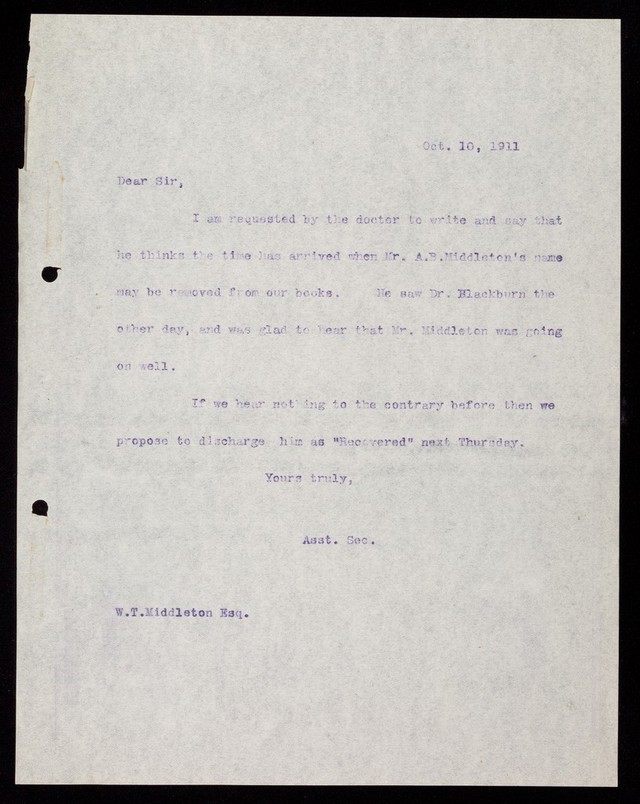 Oct. 10, 1911
Dear Sir,
I am requested by the doctor to write and say that
he thinks the time has arrived when Mr. A.B.Middleton's name
may be removed from our books. He saw Dr. Blackburn the
other day, and was glad to hear that Mr. Middleton was going
on well.
If we hear nothing to the contrary before then we
propose to discharge him as "Recovered" next Thursday.
Yours truly,
Asst. Sec.
W.T.Middleton Esq.